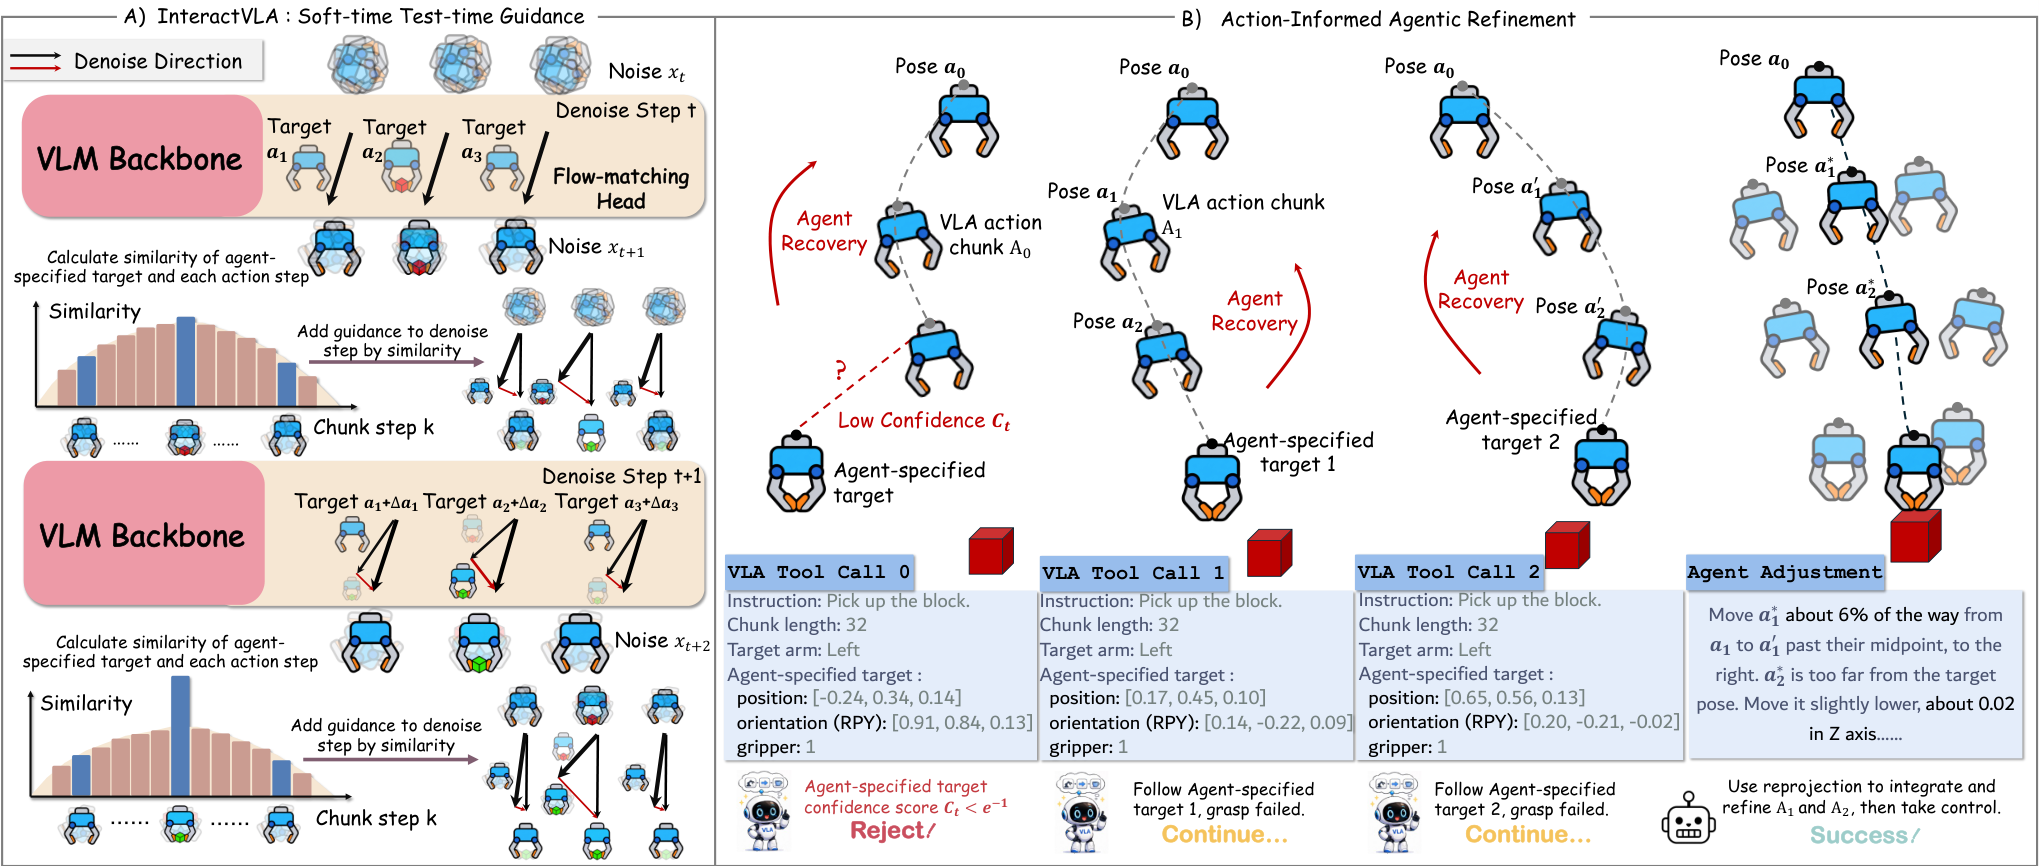 A) InteractVLA : Soft-time Test-time Guidance
Denoise Direction
Noise x_t
VLM Backbone
Denoise Step t
Target a_1
Target a_2
Target a_3
Flow-matching
Head
Noise x_{t+1}
Calculate similarity of agent-
specified target and each action step
Similarity
Add guidance to denoise
step by similarity
Chunk step k
......
......
VLM Backbone
Denoise Step t+1
Target a_1+Δa_1
Target a_2+Δa_2
Target a_3+Δa_3
Noise x_{t+2}
Calculate similarity of agent-
specified target and each action step
Similarity
Add guidance to denoise
step by similarity
Chunk step k
......
......
B) Action-Informed Agentic Refinement
Pose a_0
Agent
Recovery
VLA action
chunk A_0
?
Low Confidence C_t
Agent-specified
target
Pose a_0
Pose a_1
VLA action chunk
A_1
Pose a_2
Agent
Recovery
Agent-specified
target 1
Pose a_0
Pose a'_1
Agent
Recovery
Pose a'_2
Agent-specified
target 2
Pose a_0
Pose a*_1
Pose a*_2
VLA Tool Call 0
Instruction: Pick up the block.
Chunk length: 32
Target arm: Left
Agent-specified target :
position: [-0.24, 0.34, 0.14]
orientation (RPY): [0.91, 0.84, 0.13]
gripper: 1
VLA Tool Call 1
Instruction: Pick up the block.
Chunk length: 32
Target arm: Left
Agent-specified target :
position: [0.17, 0.45, 0.10]
orientation (RPY): [0.14, -0.22, 0.09]
gripper: 1
VLA Tool Call 2
Instruction: Pick up the block.
Chunk length: 32
Target arm: Left
Agent-specified target :
position: [0.65, 0.56, 0.13]
orientation (RPY): [0.20, -0.21, -0.02]
gripper: 1
Agent Adjustment
Move a*_1 about 6% of the way from
a_1 to a'_1 past their midpoint, to the
right. a*_2 is too far from the target
pose. Move it slightly lower, about 0.02
in Z axis......
VLA
Agent-specified target
confidence score C_t < e^{-1}
Reject!
VLA
Follow Agent-specified
target 1, grasp failed.
Continue...
VLA
Follow Agent-specified
target 2, grasp failed.
Continue...
Use reprojection to integrate and
refine A_1 and A_2, then take control.
Success!